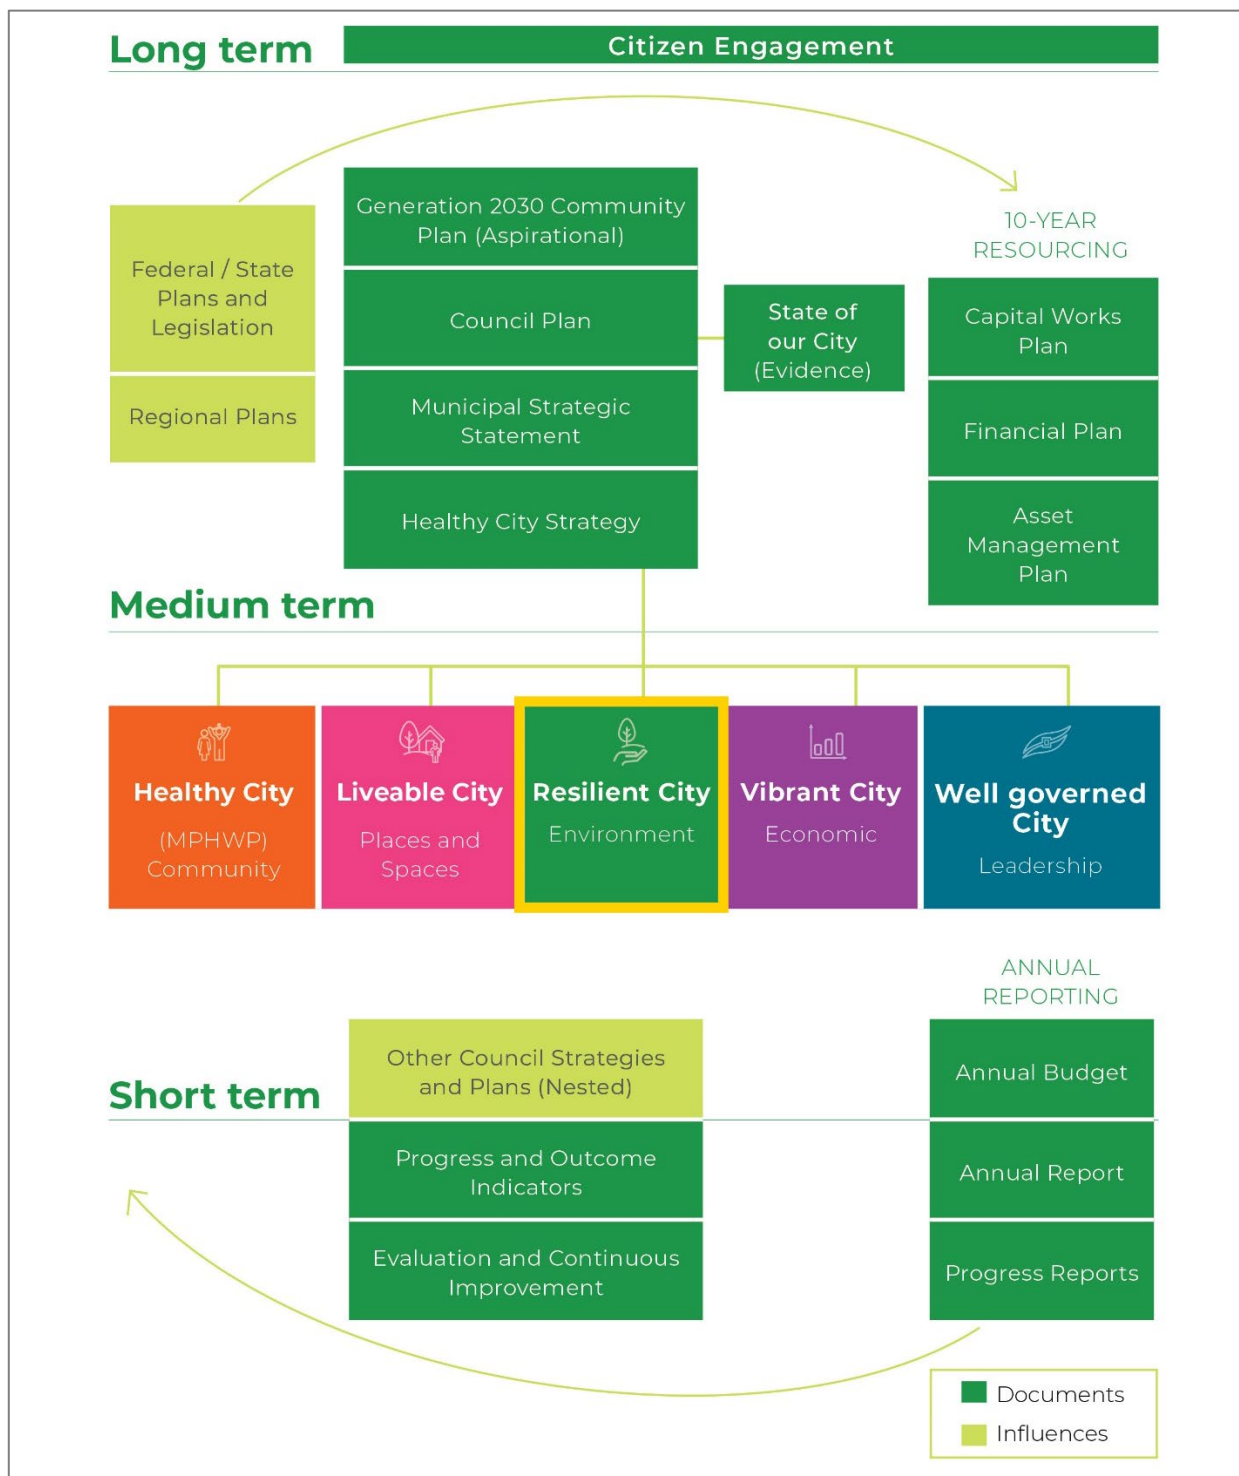 Long term
Citizen Engagement
Federal / State
Plans and
Legislation
Regional Plans
Generation 2030 Community
Plan (Aspirational)
Council Plan
Municipal Strategic
Statement
Healthy City Strategy
State of
our City
(Evidence)
10-YEAR
RESOURCING
Capital Works
Plan
Financial Plan
Asset
Management
Plan
Medium term
Healthy City
(MPHWP)
Community
Liveable City
Places and
Spaces
Resilient City
Environment
Vibrant City
Economic
Well governed
City
Leadership
Short term
Other Council Strategies
and Plans (Nested)
Progress and Outcome
Indicators
Evaluation and Continuous
Improvement
ANNUAL
REPORTING
Annual Budget
Annual Report
Progress Reports
Documents
Influences